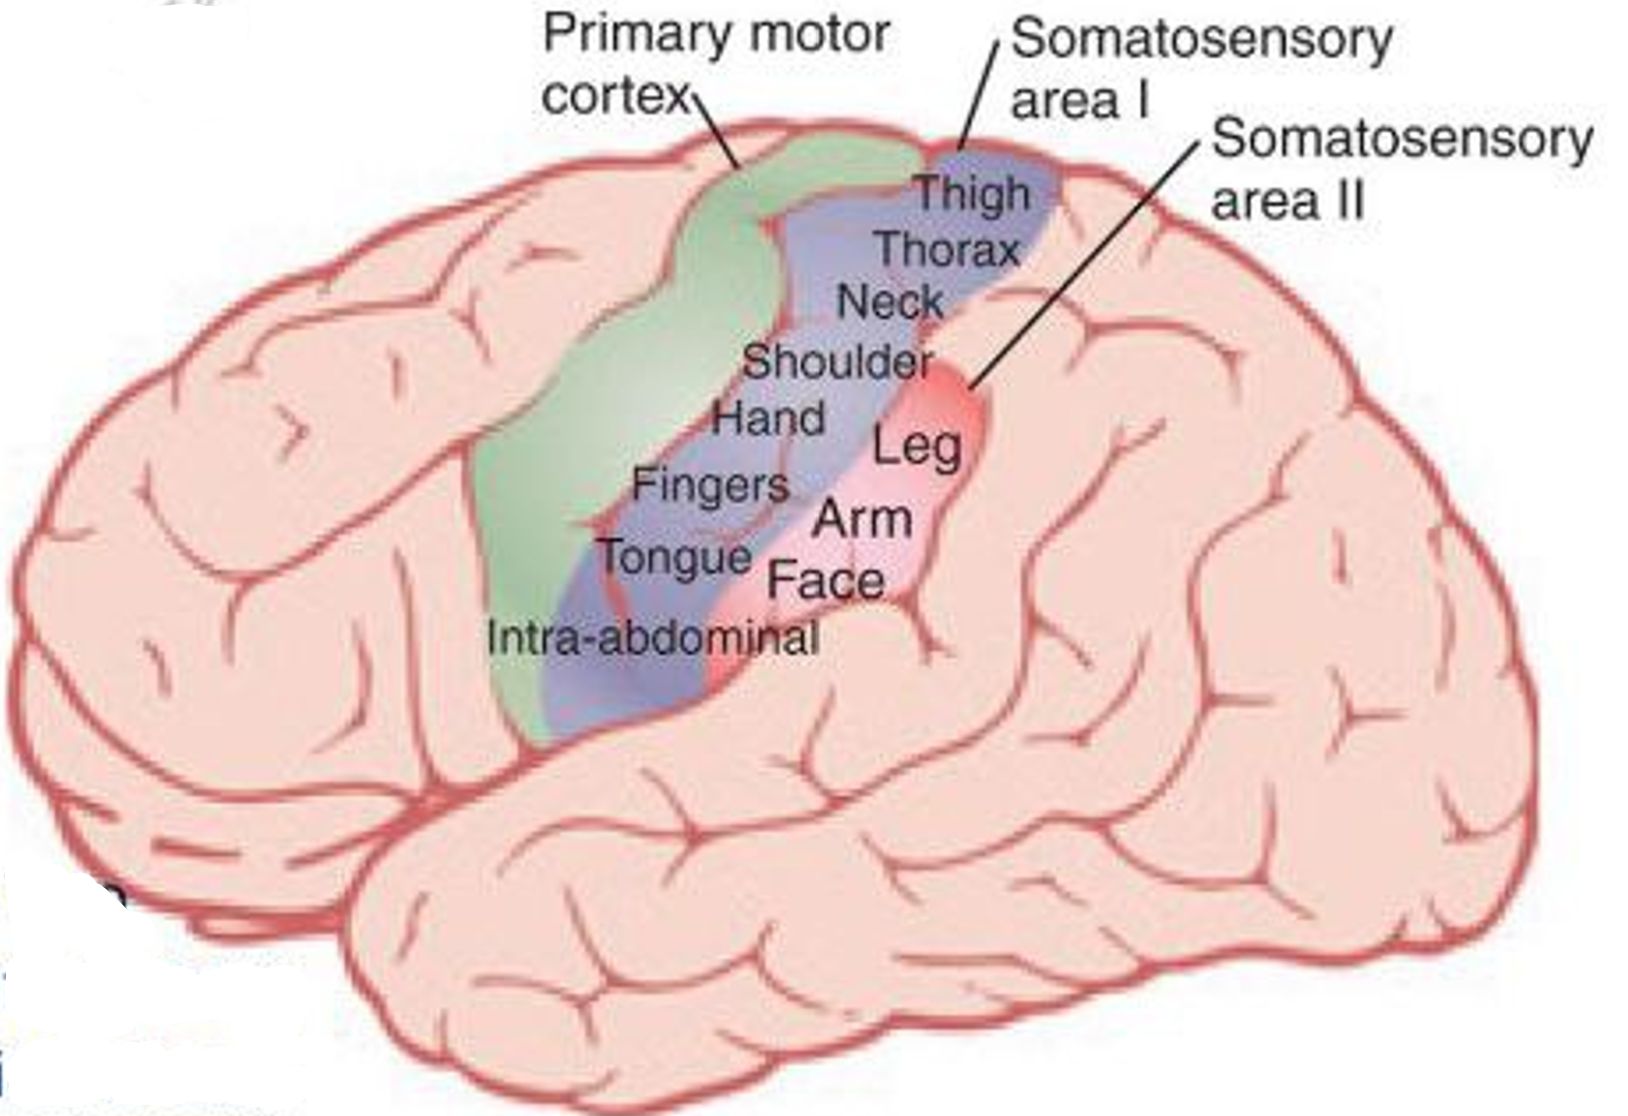 Primary motor
cortex
Somatosensory
area I
Somatosensory
area II
Thigh
Thorax
Neck
Shoulder
Hand
Fingers
Tongue
Intra-abdominal
Leg
Arm
Face